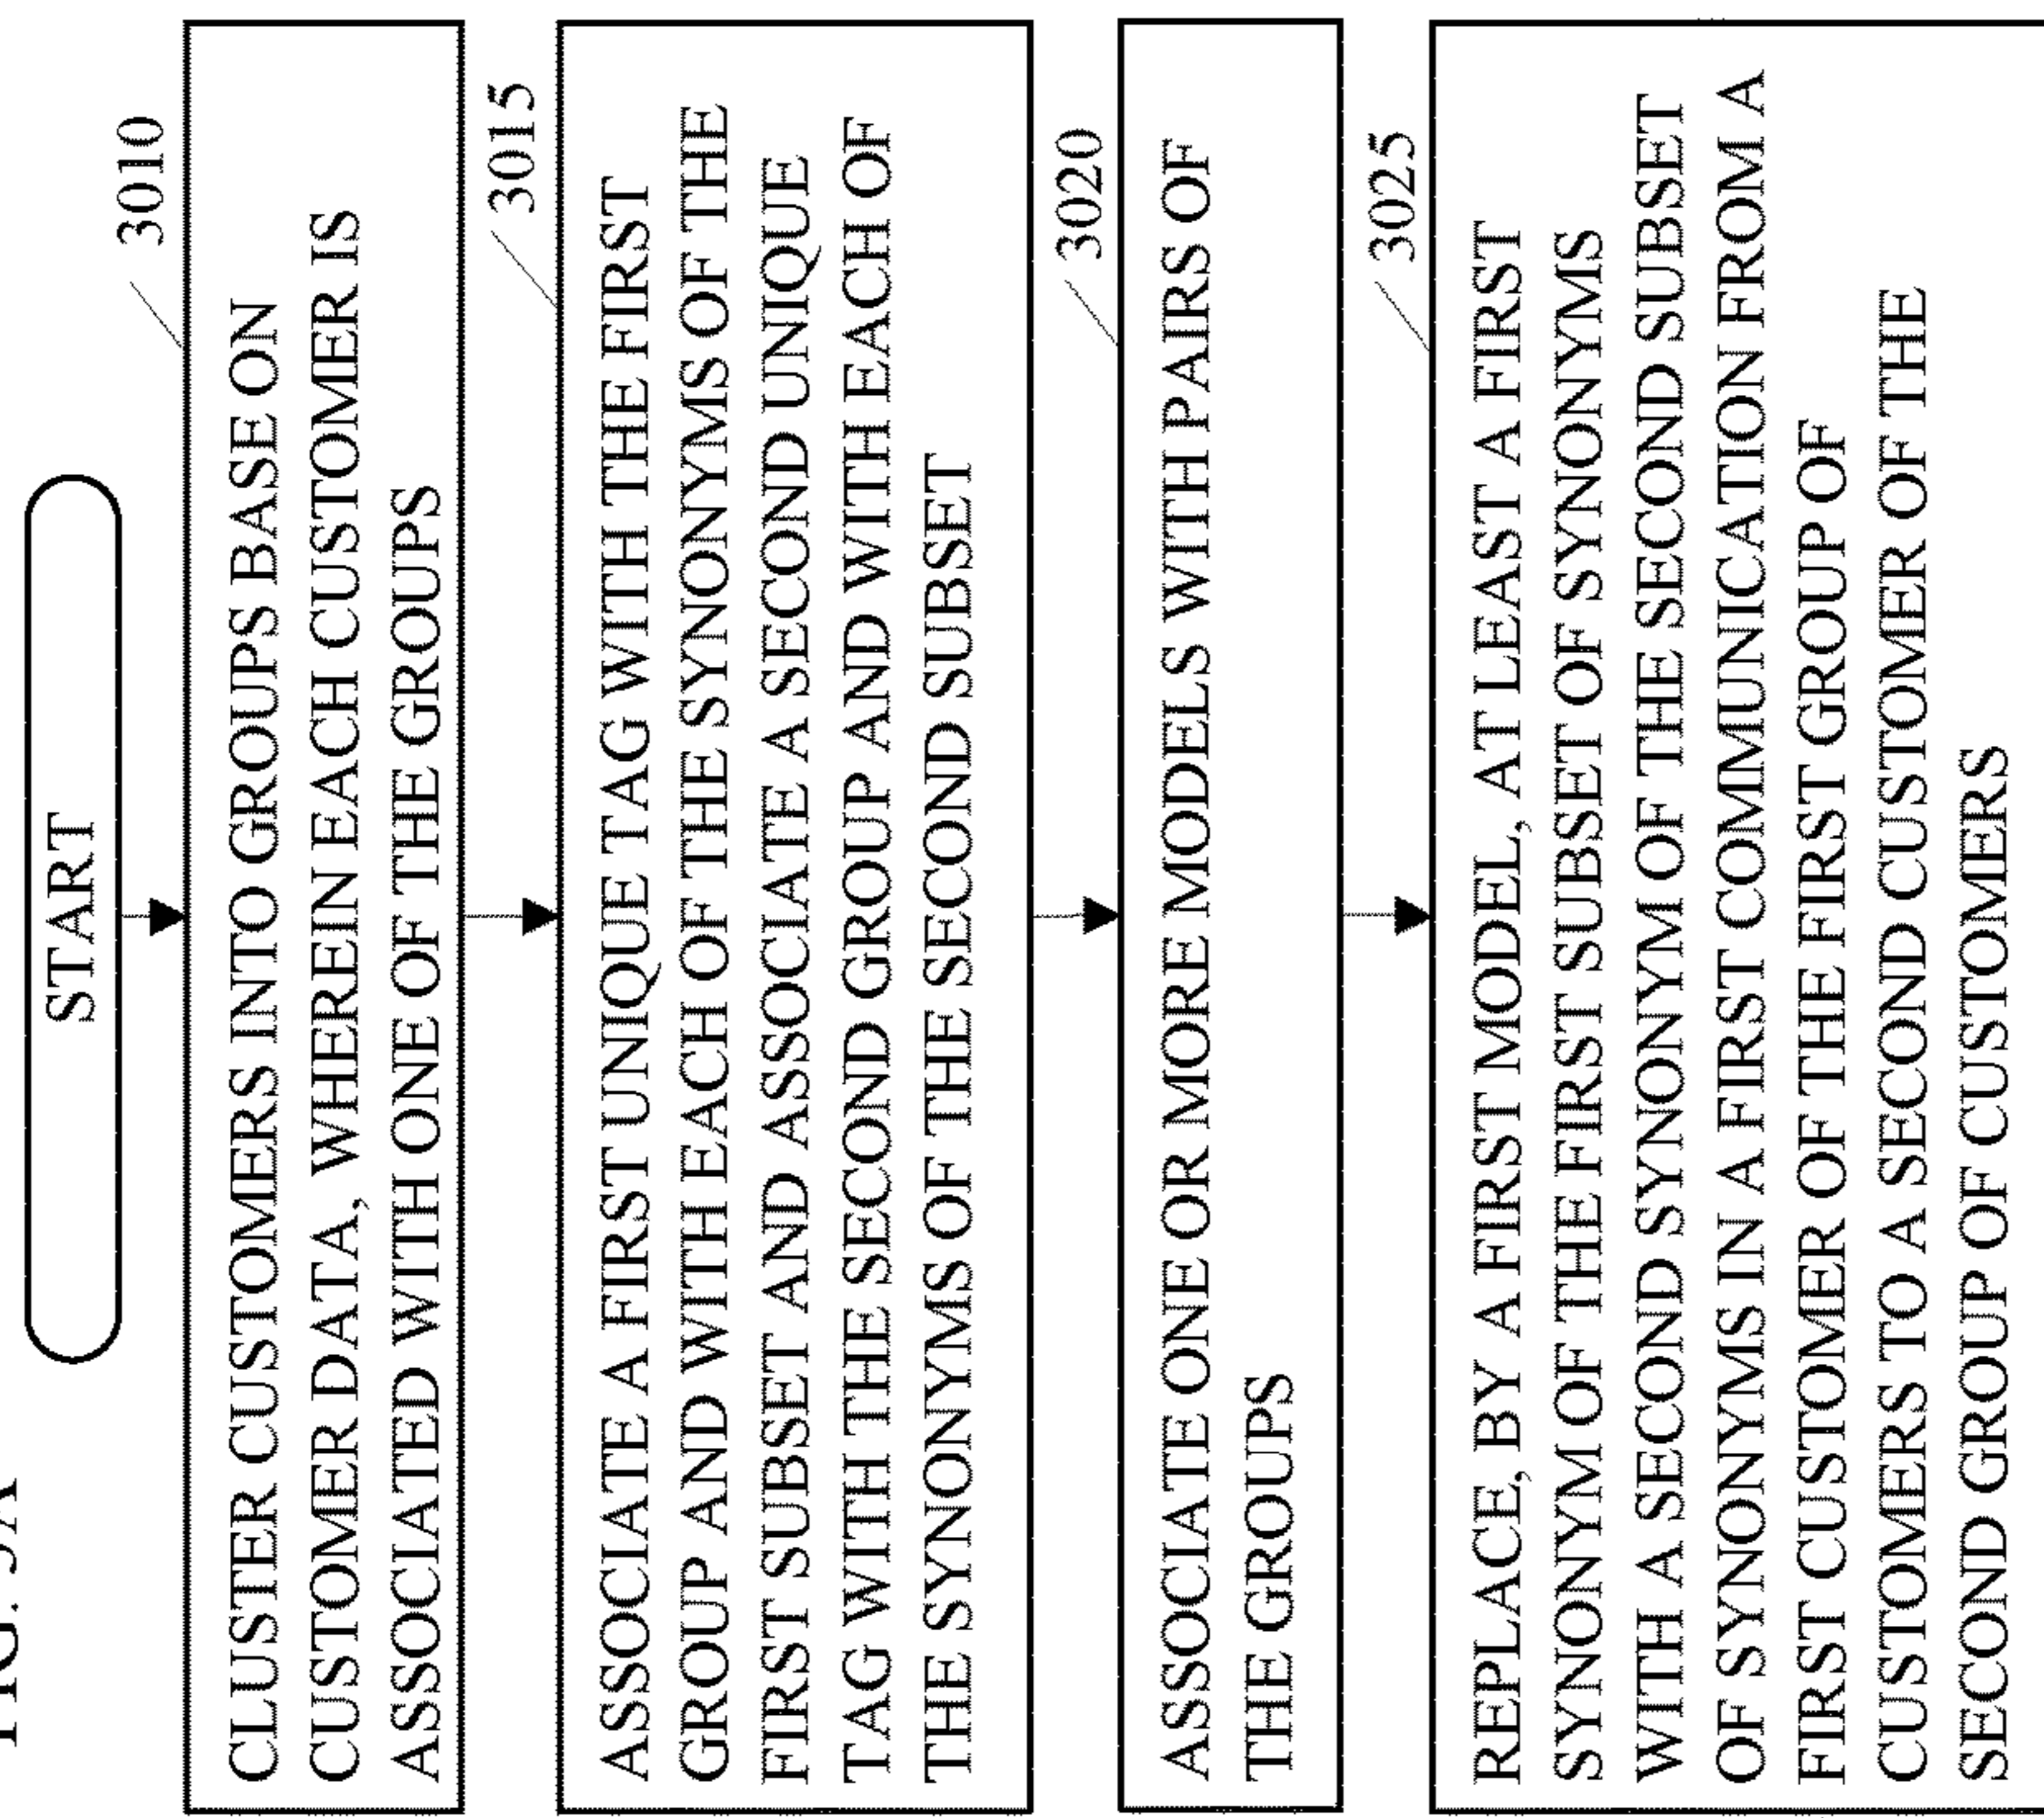 START
3010
CLUSTER CUSTOMERS INTO GROUPS BASE ON
CUSTOMER DATA, WHEREIN EACH CUSTOMER IS
ASSOCIATED WITH ONE OF THE GROUPS
3015
ASSOCIATE A FIRST UNIQUE TAG WITH THE FIRST
GROUP AND WITH EACH OF THE SYNONYMS OF THE
FIRST SUBSET AND ASSOCIATE A SECOND UNIQUE
TAG WITH THE SECOND GROUP AND WITH EACH OF
THE SYNONYMS OF THE SECOND SUBSET
3020
ASSOCIATE ONE OR MORE MODELS WITH PAIRS OF
THE GROUPS
3025
REPLACE, BY A FIRST MODEL, AT LEAST A FIRST
SYNONYM OF THE FIRST SUBSET OF SYNONYMS
WITH A SECOND SYNONYM OF THE SECOND SUBSET
OF SYNONYMS IN A FIRST COMMUNICATION FROM A
FIRST CUSTOMER OF THE FIRST GROUP OF
CUSTOMERS TO A SECOND CUSTOMER OF THE
SECOND GROUP OF CUSTOMERS